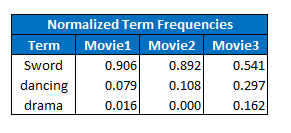 Normalized Term Frequencies
Term Movie1 Movie2 Movie3
Sword 0.906 0.892 0.541
dancing 0.079 0.108 0.297
drama 0.016 0.000 0.162